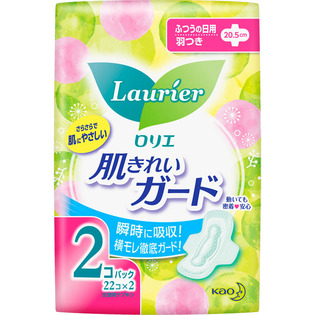 ふつうの日用
羽つき
20.5cm
Laurier
さらさらで
肌にやさしい
ロリエ
肌きれい
ガード
動いても
密着♥安心
瞬時に吸収!
横モレ徹底ガード!
2コパック
22コ×2
kao